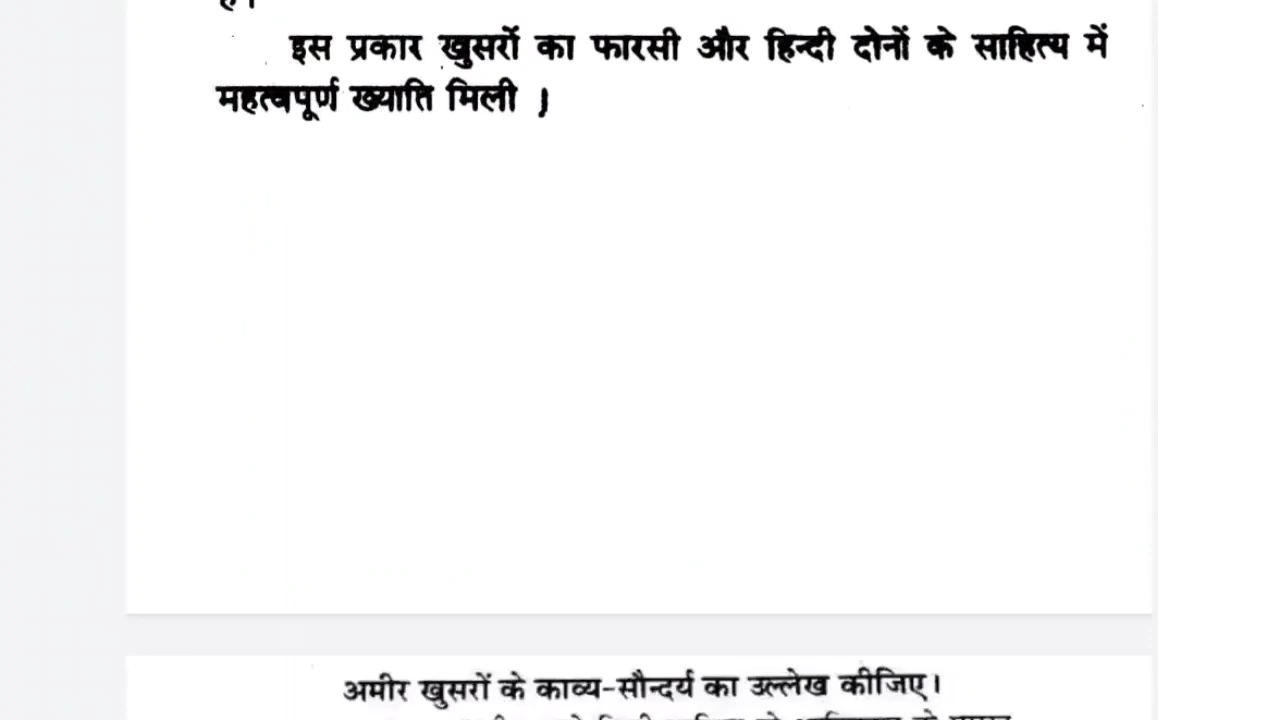 है।
इस प्रकार खुसरों का फारसी और हिन्दी दोनों के साहित्य में
महत्वपूर्ण ख्याति मिली ।
अमीर खुसरों के काव्य-सौन्दर्य का उल्लेख कीजिए।